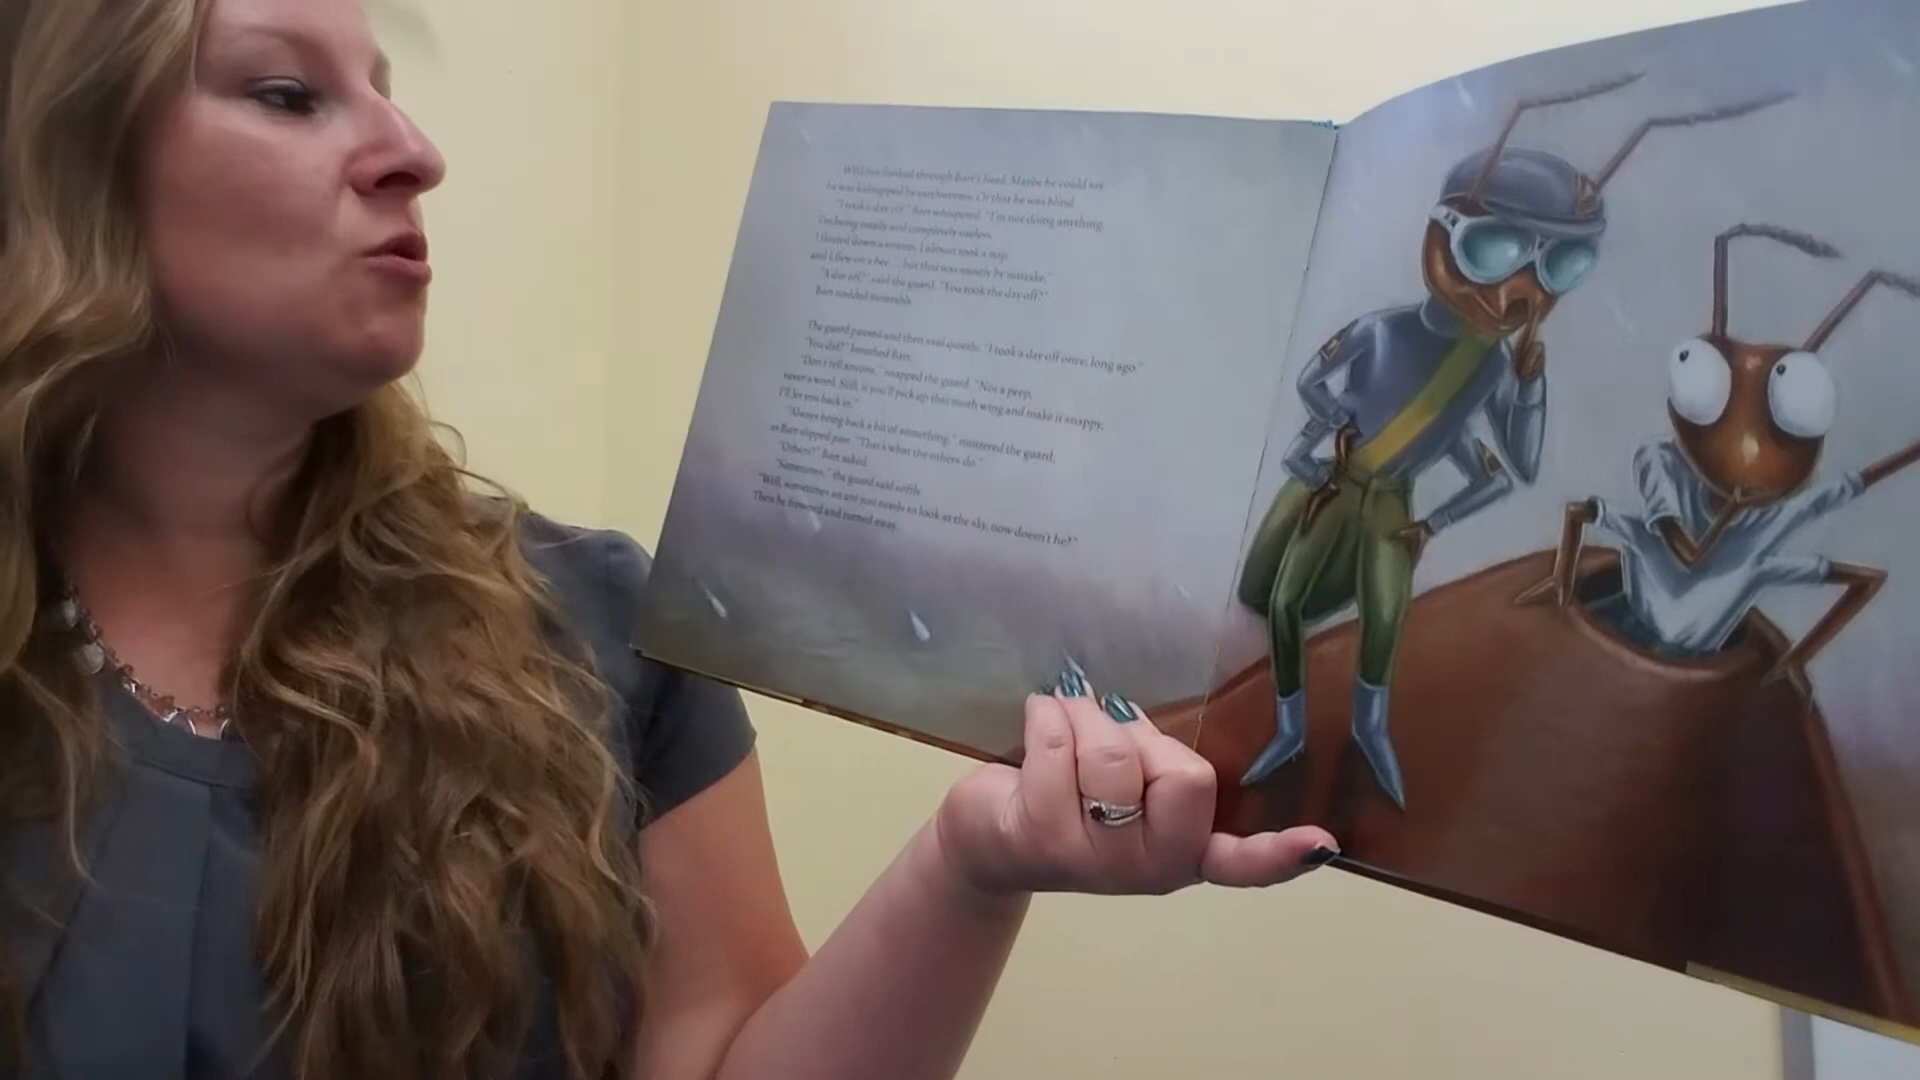 Wild lies flashed through Bart's head. Maybe he could say
he was kidnapped by earthworms. Or that he was blind.
"I took a day off," Bart whispered. "I'm not doing anything.
I'm being totally and completely useless.
I floated down a stream, I almost took a nap,
and I flew on a bee . . . but that was mostly by mistake."
"A day off?" said the guard. "You took the day off?"
Bart nodded miserably.
The guard paused and then said quietly, "I took a day off once, long ago."
"You did?" breathed Bart.
"Don't tell anyone," snapped the guard. "Not a peep,
never a word. Still, if you'll pick up that moth wing and make it snappy,
I'll let you back in."
"Always bring back a bit of something," muttered the guard,
as Bart slipped past. "That's what the others do."
"Others?" Bart asked.
"Sometimes," the guard said softly.
"Well, sometimes an ant just needs to look at the sky, now doesn't he?"
Then he frowned and turned away.